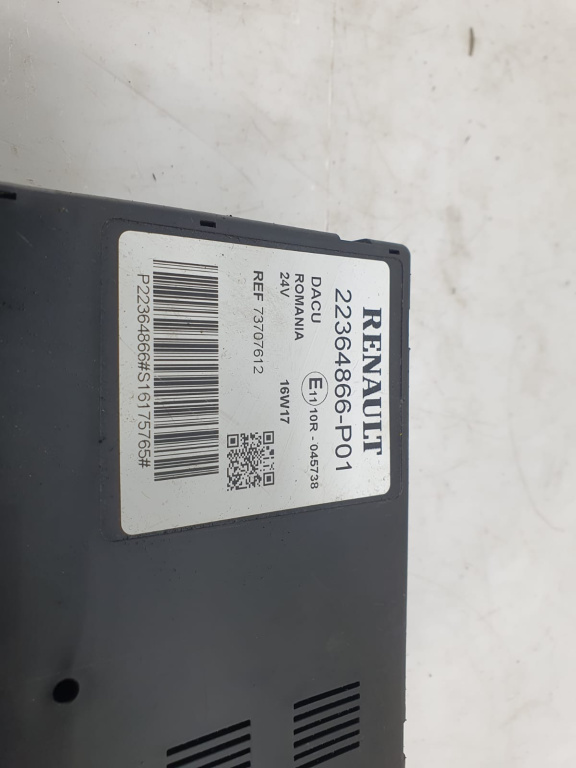 RENAULT
22364866-P01
DACU
ROMANIA
24V
E11 10R - 045738
16W17
REF 73707612
P22364866#S16175765#